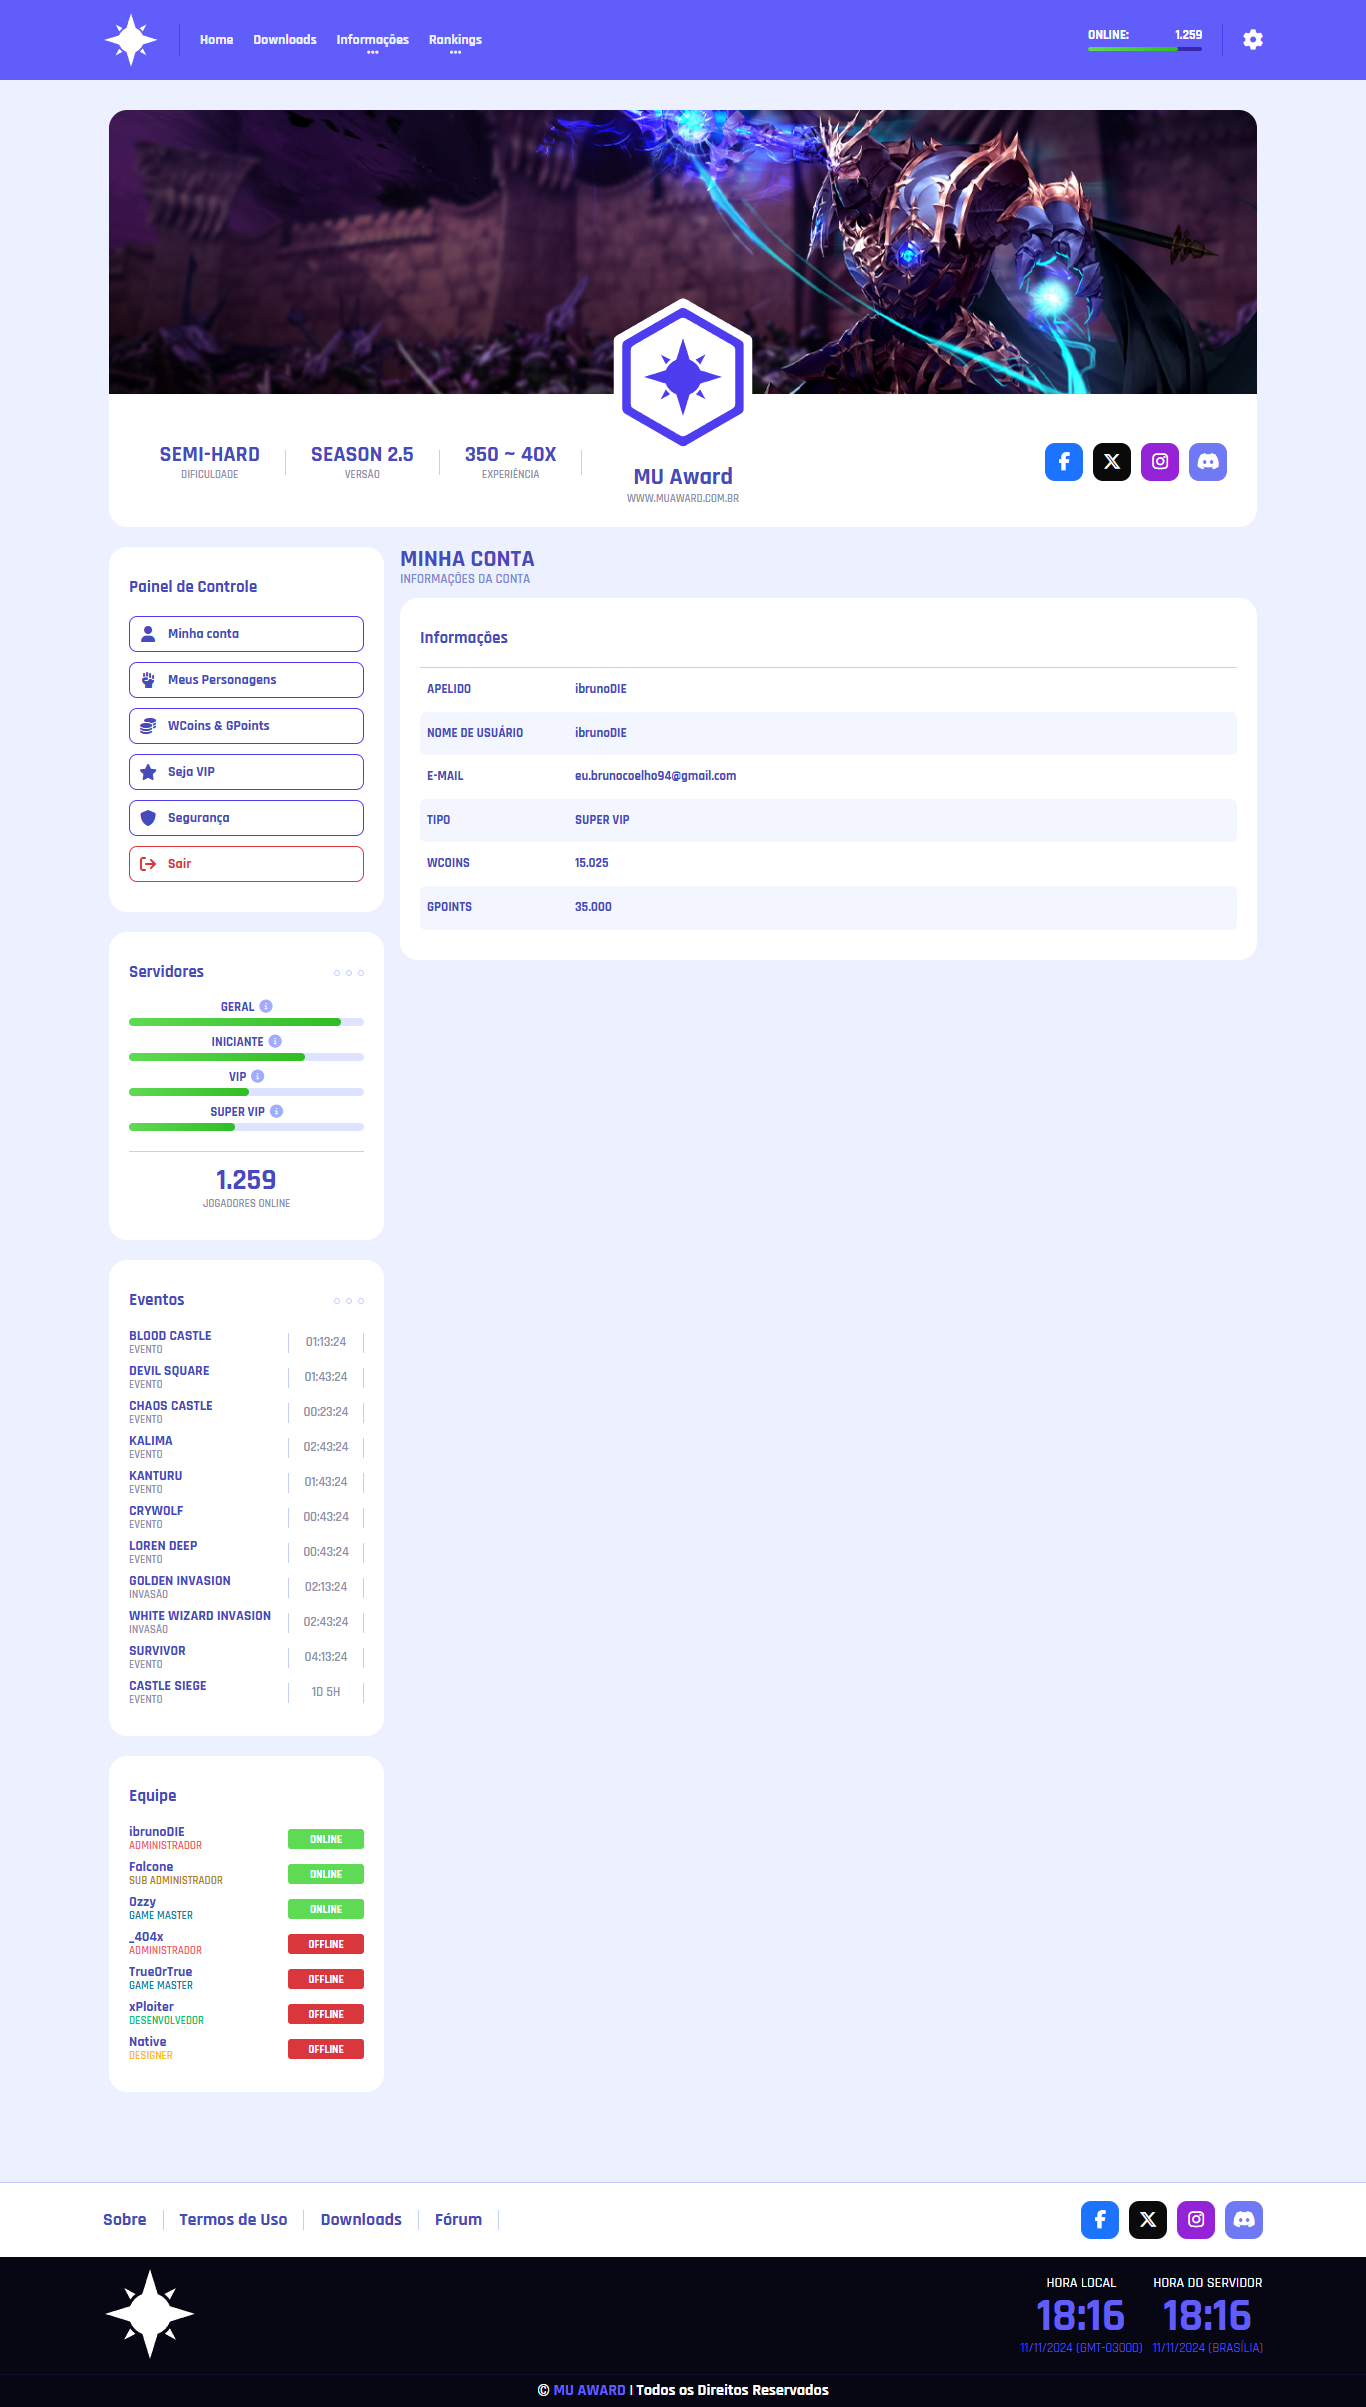 Home Downloads Informações Rankings ONLINE: 1.259
SEMI-HARD
DIFICULDADE
SEASON 2.5
VERSÃO
350 ~ 40X
EXPERIÊNCIA
MU Award
WWW.MUAWARD.COM.BR
Painel de Controle
Minha conta
Meus Personagens
WCoins & GPoints
Seja VIP
Segurança
Sair
MINHA CONTA
INFORMAÇÕES DA CONTA
Informações
APELIDO ibrunoDIE
NOME DE USUÁRIO ibrunoDIE
E-MAIL eu.brunocoelho94@gmail.com
TIPO SUPER VIP
WCOINS 15.025
GPOINTS 35.000
Servidores
GERAL
INICIANTE
VIP
SUPER VIP
1.259
JOGADORES ONLINE
Eventos
BLOOD CASTLE
EVENTO
01:13:24
DEVIL SQUARE
EVENTO
01:43:24
CHAOS CASTLE
EVENTO
00:23:24
KALIMA
EVENTO
02:43:24
KANTURU
EVENTO
01:43:24
CRYWOLF
EVENTO
00:43:24
LOREN DEEP
EVENTO
00:43:24
GOLDEN INVASION
INVASÃO
02:13:24
WHITE WIZARD INVASION
INVASÃO
02:43:24
SURVIVOR
EVENTO
04:13:24
CASTLE SIEGE
EVENTO
1D 5H
Equipe
ibrunoDIE
ADMINISTRADOR
ONLINE
Falcone
SUB ADMINISTRADOR
ONLINE
Ozzy
GAME MASTER
ONLINE
_404x
ADMINISTRADOR
OFFLINE
TrueOrTrue
GAME MASTER
OFFLINE
xPloiter
DESENVOLVEDOR
OFFLINE
Native
DESIGNER
OFFLINE
Sobre Termos de Uso Downloads Fórum
HORA LOCAL
18:16
11/11/2024 (GMT-03000)
HORA DO SERVIDOR
18:16
11/11/2024 (BRASÍLIA)
© MU AWARD | Todos os Direitos Reservados